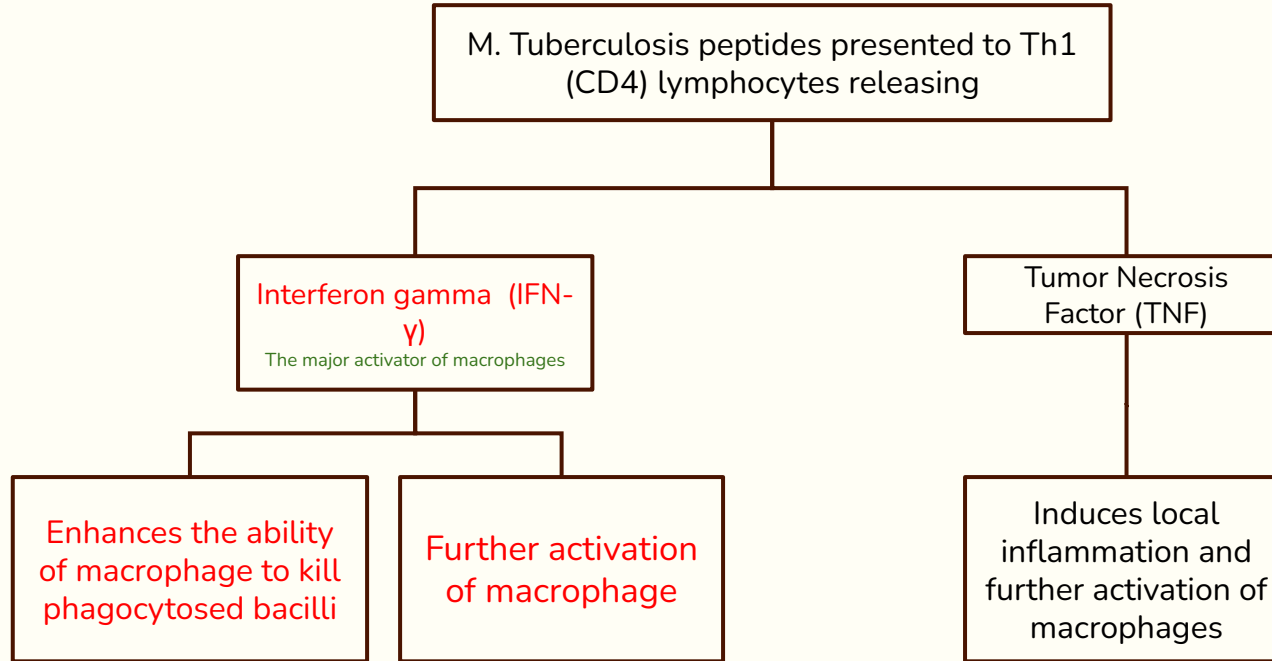 M. Tuberculosis peptides presented to Th1
(CD4) lymphocytes releasing
Interferon gamma (IFN-
γ)
The major activator of macrophages
Tumor Necrosis
Factor (TNF)
Enhances the ability
of macrophage to kill
phagocytosed bacilli
Further activation
of macrophage
Induces local
inflammation and
further activation of
macrophages